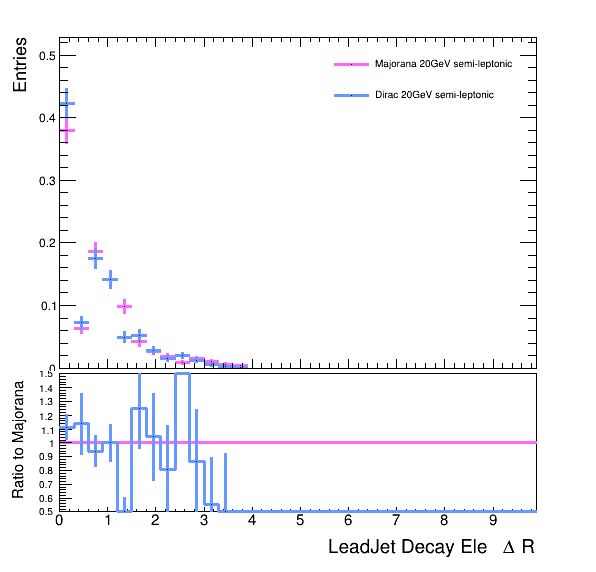 Entries
0.5
0.4
0.3
0.2
0.1
0
Majorana 20GeV semi-leptonic
Dirac 20GeV semi-leptonic
Ratio to Majorana
1.5
1.4
1.3
1.2
1.1
1
0.9
0.8
0.7
0.6
0.5
0 1 2 3 4 5 6 7 8 9
LeadJet Decay Ele Δ R